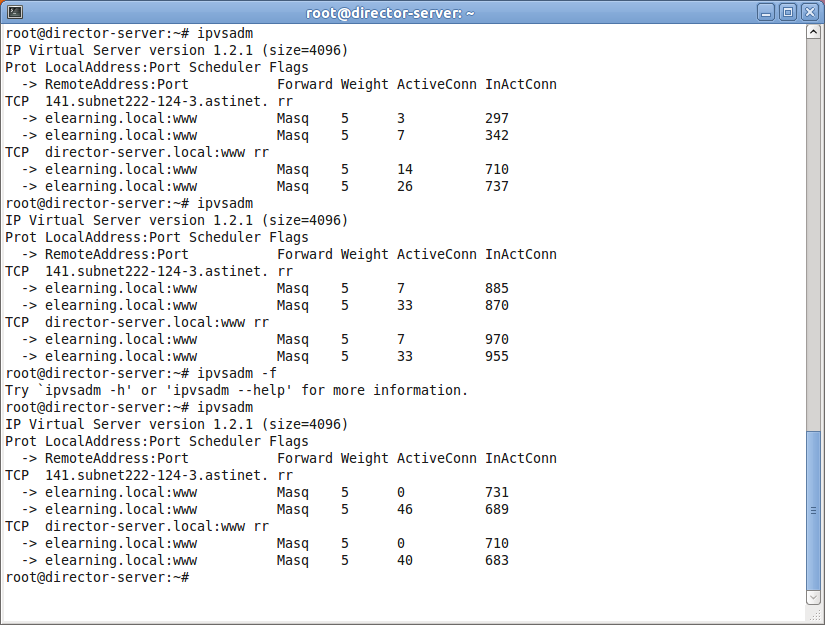 root@director-server: ~
root@director-server:~# ipvsadm
IP Virtual Server version 1.2.1 (size=4096)
Prot LocalAddress:Port Scheduler Flags
  -> RemoteAddress:Port           Forward Weight ActiveConn InActConn
TCP  141.subnet222-124-3.astinet. rr
  -> elearning.local:www          Masq    5      3          297
  -> elearning.local:www          Masq    5      7          342
TCP  director-server.local:www rr
  -> elearning.local:www          Masq    5      14         710
  -> elearning.local:www          Masq    5      26         737
root@director-server:~# ipvsadm
IP Virtual Server version 1.2.1 (size=4096)
Prot LocalAddress:Port Scheduler Flags
  -> RemoteAddress:Port           Forward Weight ActiveConn InActConn
TCP  141.subnet222-124-3.astinet. rr
  -> elearning.local:www          Masq    5      7          885
  -> elearning.local:www          Masq    5      33         870
TCP  director-server.local:www rr
  -> elearning.local:www          Masq    5      7          970
  -> elearning.local:www          Masq    5      33         955
root@director-server:~# ipvsadm -f
Try `ipvsadm -h' or 'ipvsadm --help' for more information.
root@director-server:~# ipvsadm
IP Virtual Server version 1.2.1 (size=4096)
Prot LocalAddress:Port Scheduler Flags
  -> RemoteAddress:Port           Forward Weight ActiveConn InActConn
TCP  141.subnet222-124-3.astinet. rr
  -> elearning.local:www          Masq    5      0          731
  -> elearning.local:www          Masq    5      46         689
TCP  director-server.local:www rr
  -> elearning.local:www          Masq    5      0          710
  -> elearning.local:www          Masq    5      40         683
root@director-server:~#